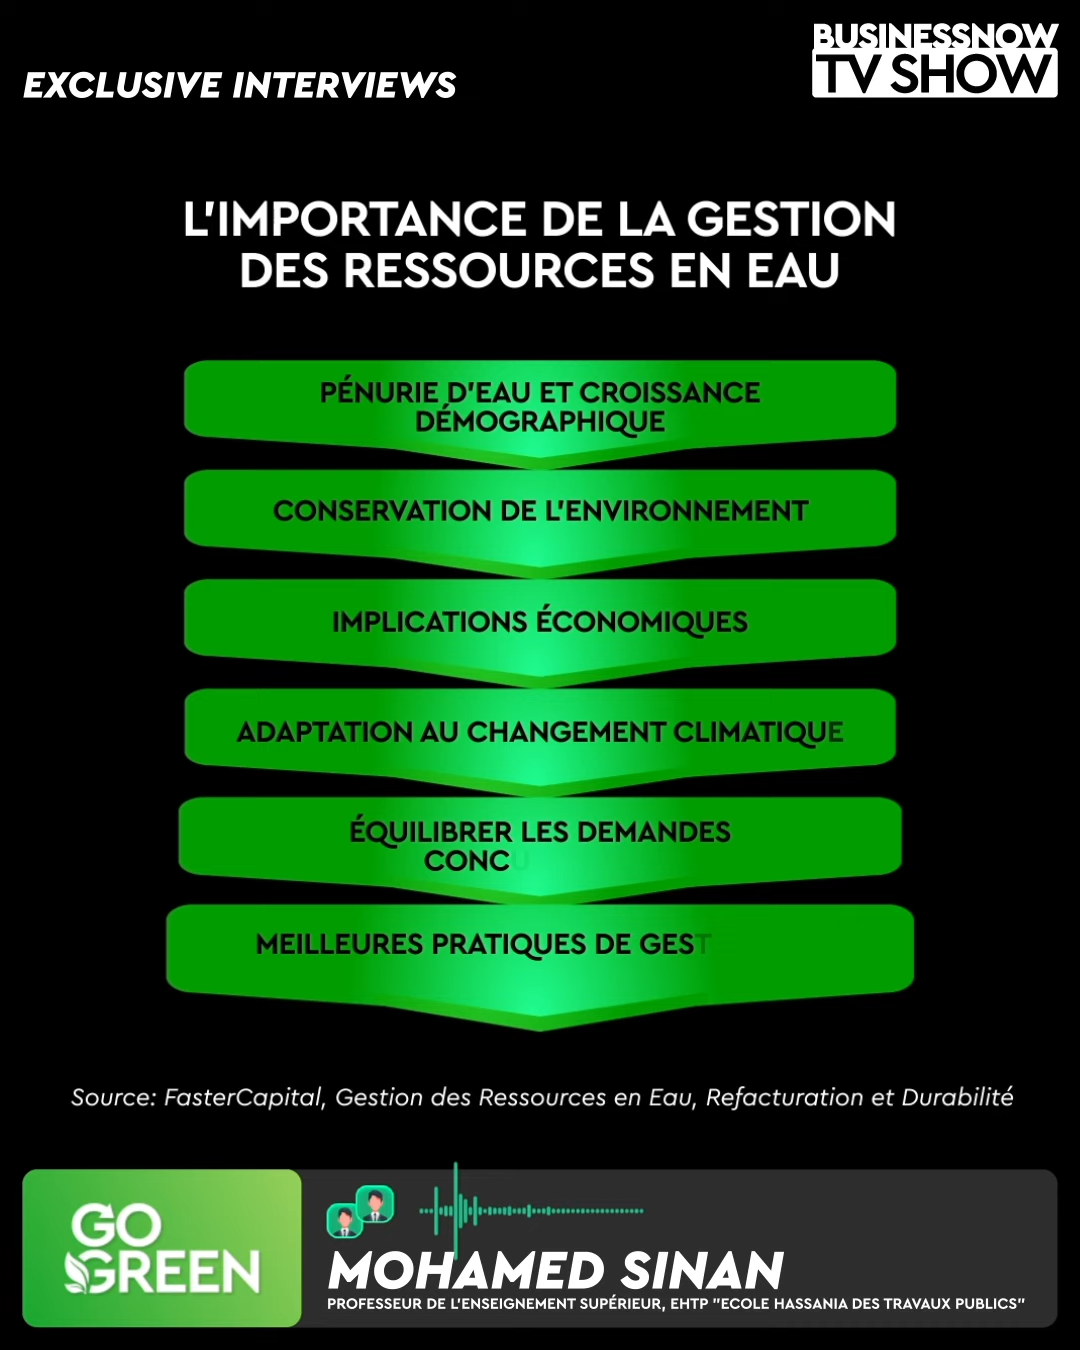 EXCLUSIVE INTERVIEWS
BUSINESSNOW
TV SHOW
L'IMPORTANCE DE LA GESTION
DES RESSOURCES EN EAU
PÉNURIE D'EAU ET CROISSANCE
DÉMOGRAPHIQUE
CONSERVATION DE L'ENVIRONNEMENT
IMPLICATIONS ÉCONOMIQUES
ADAPTATION AU CHANGEMENT CLIMATIQUE
ÉQUILIBRER LES DEMANDES
CONCU
MEILLEURES PRATIQUES DE GEST
Source: FasterCapital, Gestion des Ressources en Eau, Refacturation et Durabilité
GO
GREEN
MOHAMED SINAN
PROFESSEUR DE L'ENSEIGNEMENT SUPÉRIEUR, EHTP "ECOLE HASSANIA DES TRAVAUX PUBLICS"